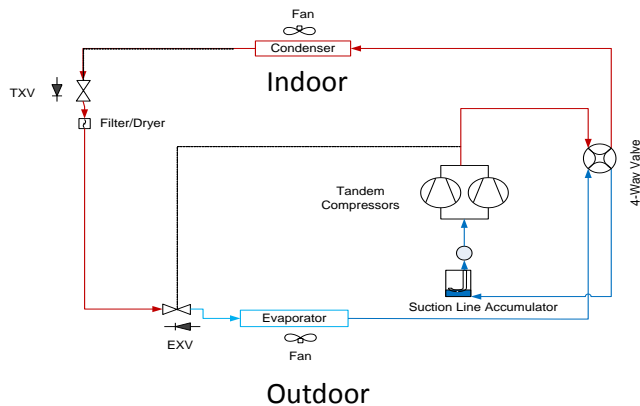 Fan
Condenser
Indoor
TXV
Filter/Dryer
4-Way Valve
Tandem
Compressors
Suction Line Accumulator
Evaporator
EXV
Fan
Outdoor